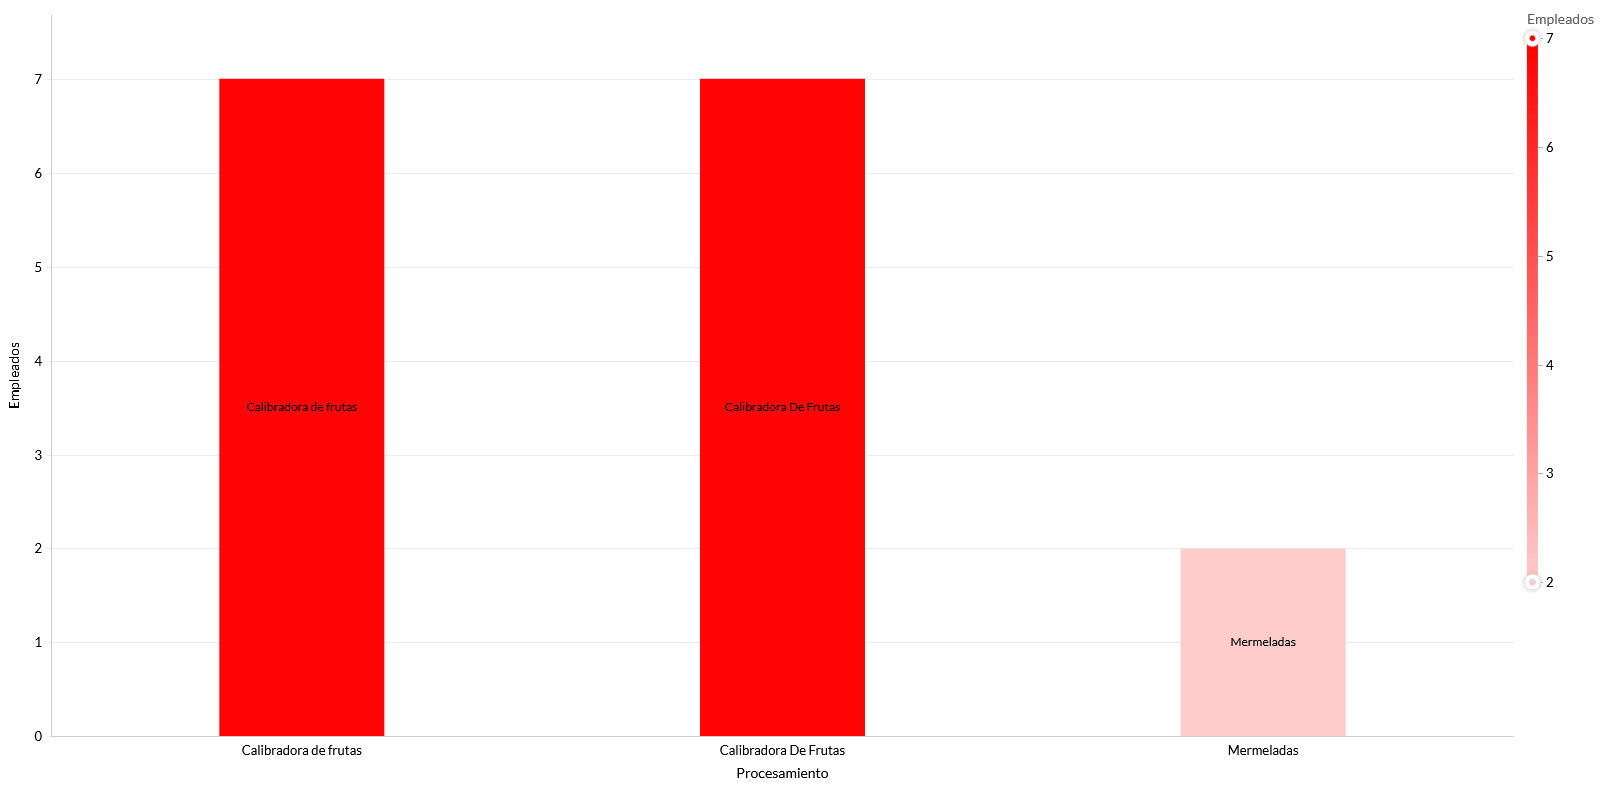 Empleados
7
6
5
4
3
2
7
6
5
4
3
2
1
0
Empleados
Calibradora de frutas
Calibradora De Frutas
Mermeladas
Calibradora de frutas
Calibradora De Frutas
Mermeladas
Procesamiento